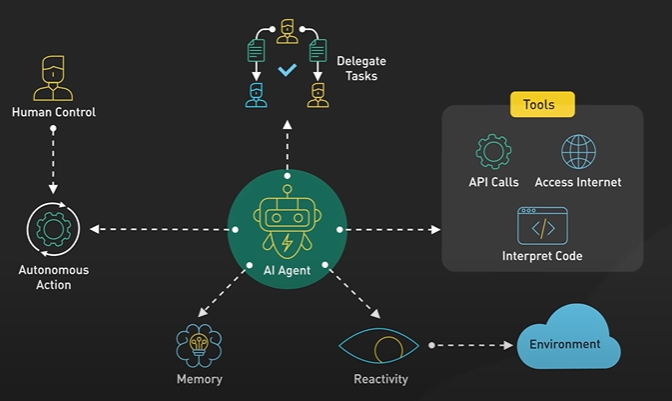 Delegate
Tasks
Human Control
Tools
API Calls
Access Internet
</>
Interpret Code
Autonomous
Action
AI Agent
Memory
Reactivity
Environment